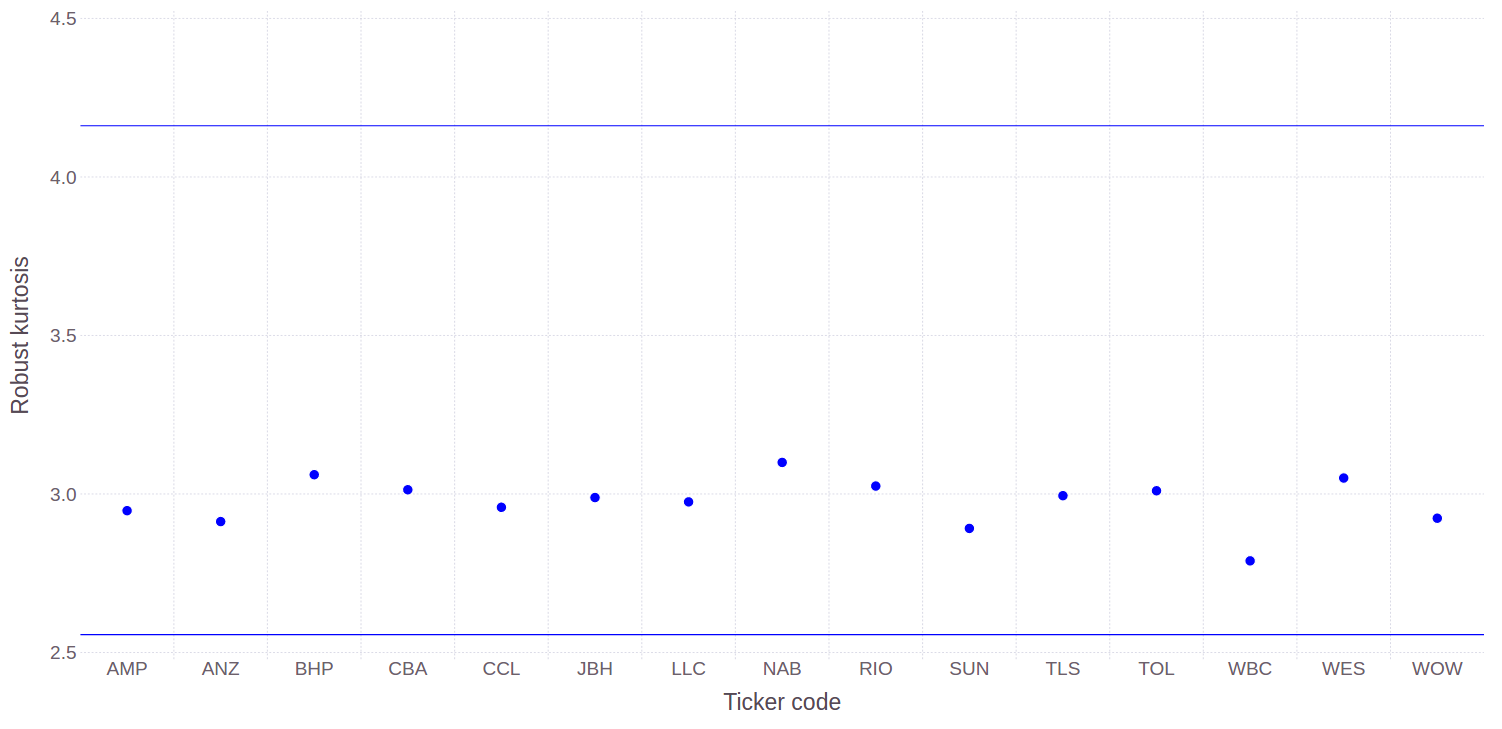 4.5
4.0
3.5
3.0
2.5
Robust kurtosis
AMP ANZ BHP CBA CCL JBH LLC NAB RIO SUN TLS TOL WBC WES WOW
Ticker code